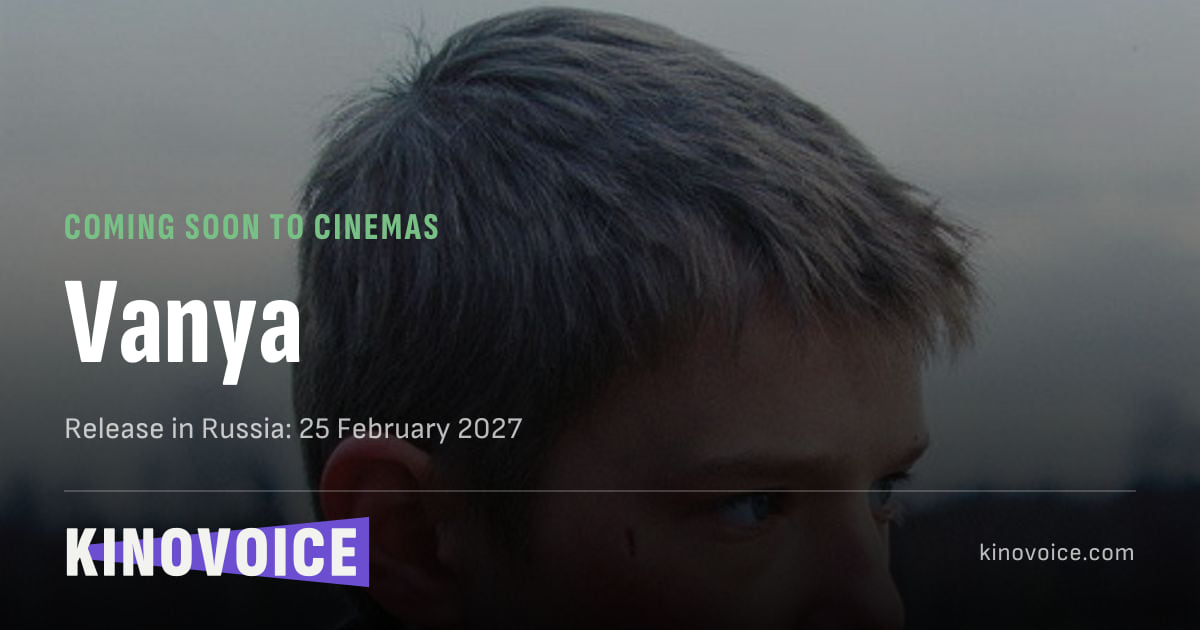 COMING SOON TO CINEMAS
Vanya
Release in Russia: 25 February 2027
KINOVOICE
kinovoice.com